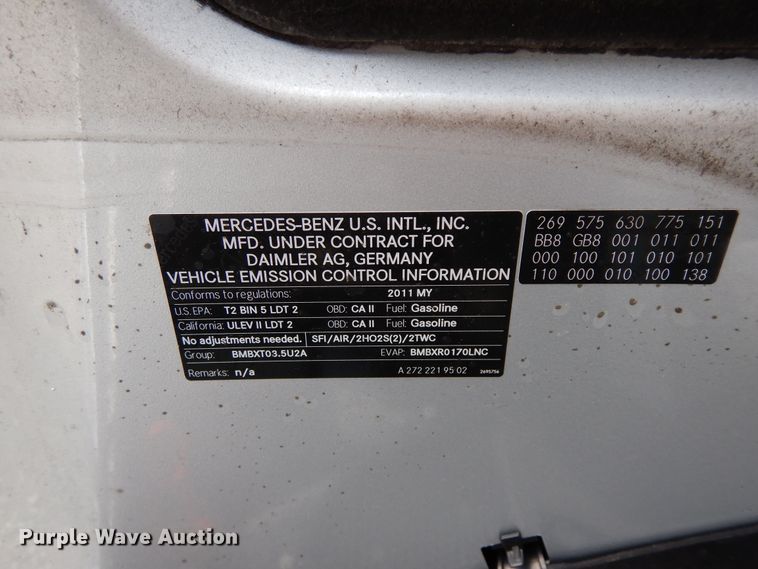 MERCEDES-BENZ U.S. INTL., INC.
MFD. UNDER CONTRACT FOR
DAIMLER AG, GERMANY
VEHICLE EMISSION CONTROL INFORMATION
Conforms to regulations: 2011 MY
U.S. EPA: T2 BIN 5 LDT 2 OBD: CA II Fuel: Gasoline
California: ULEV II LDT 2 OBD: CA II Fuel: Gasoline
No adjustments needed. SFI/AIR/2HO2S(2)/2TWC
Group: BMBXT03.5U2A EVAP: BMBXR0170LNC
Remarks: n/a A 272 221 95 02 2695756
269 575 630 775 151
BB8 GB8 001 011 011
000 100 101 010 101
110 000 010 100 138
Purple Wave Auction